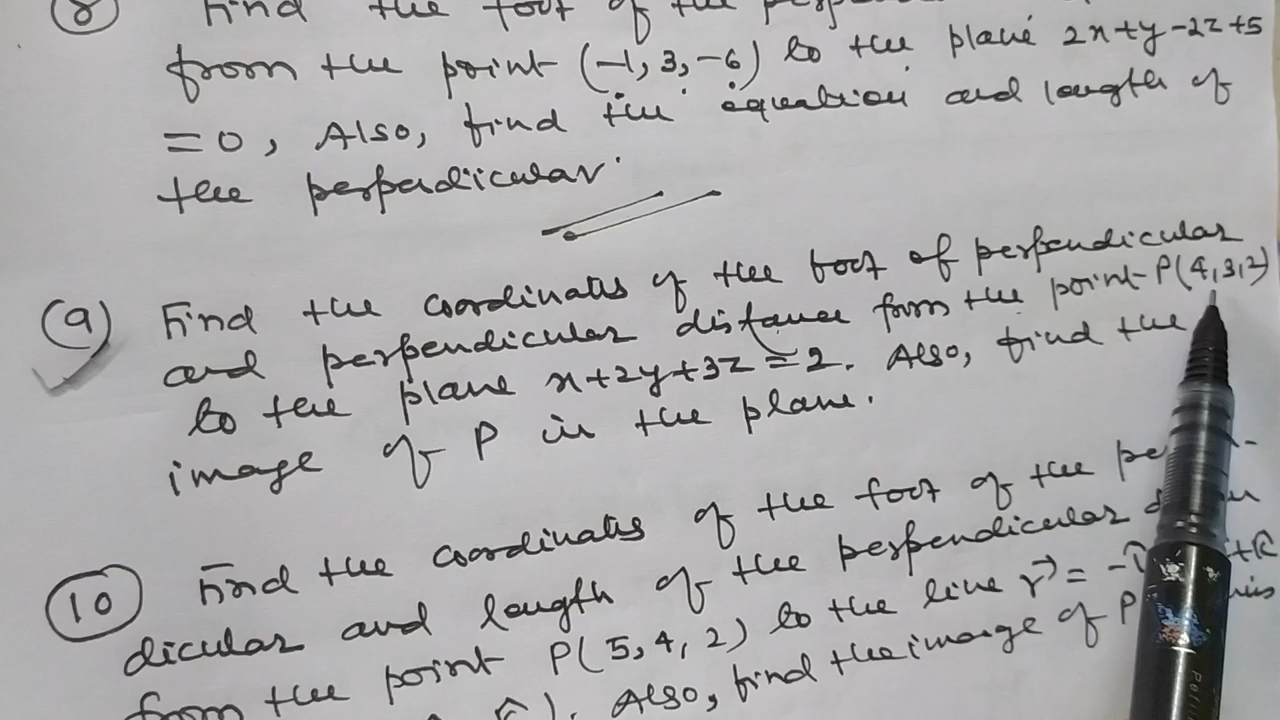 (8) Find the foot of the
from the point (-1, 3, -6) to the plane 2x+y-2z+5
=0, Also, find the equation and length of
the perpendicular.
(9) Find the coordinates of the foot of perpendicular
and perpendicular distance from the point P(4,3,2)
to the plane x+2y+3z=2. Also, find the
image of P in the plane.
(10) Find the coordinates of the foot of the
dicular and length of the perpendicular
from the point P(5,4,2) to the line r⃗ = -î
Also, find the image of P